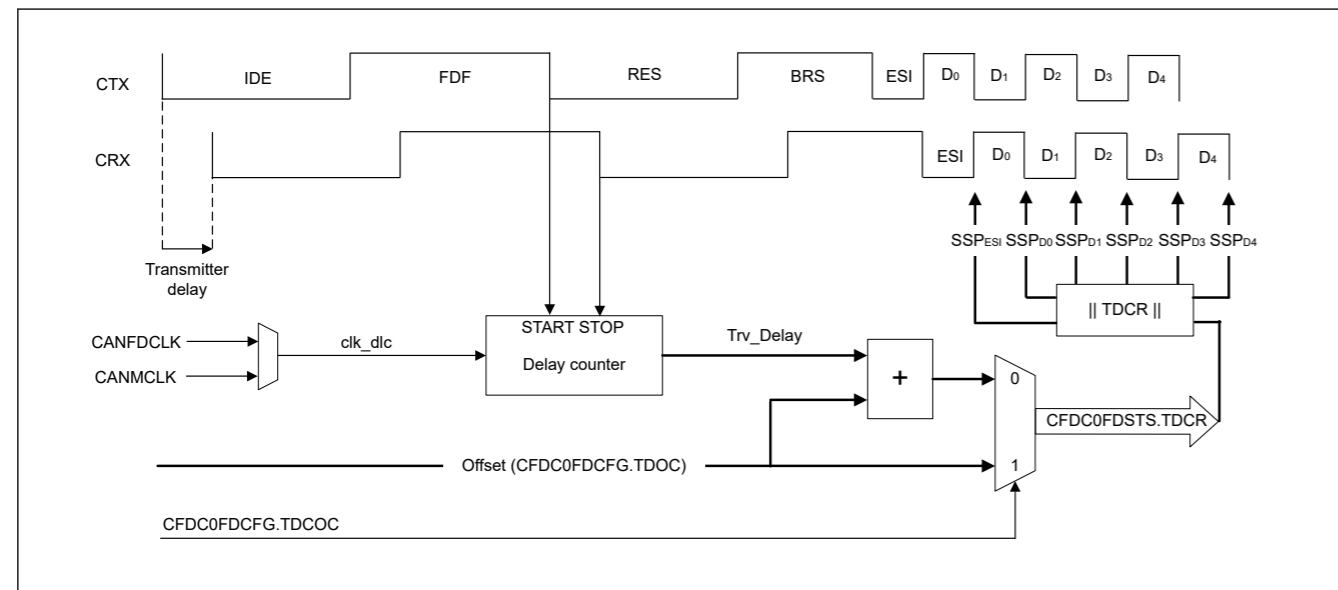 CTX IDE FDF RES BRS ESI D0 D1 D2 D3 D4
CRX ESI D0 D1 D2 D3 D4
SSPESI SSPD0 SSPD1 SSPD2 SSPD3 SSPD4
Transmitter
delay
|| TDCR ||
CANFDCLK
CANMCLK
clk_dlc
START STOP
Delay counter
Trv_Delay
+
0
1
CFDC0FDSTS.TDCR
Offset (CFDC0FDCFG.TDOC)
CFDC0FDCFG.TDCOC